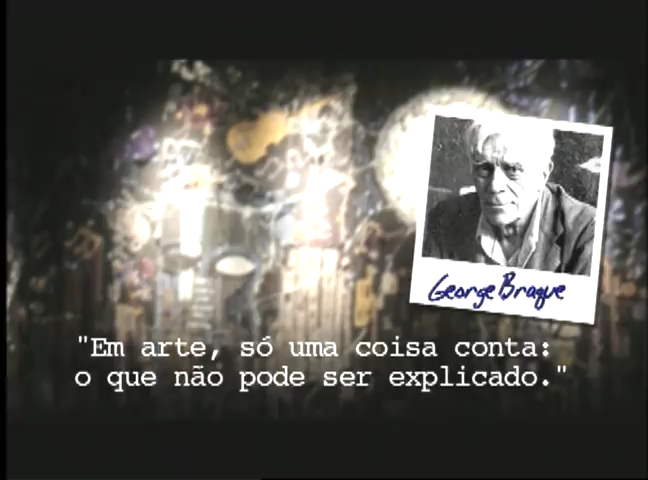 George Braque
"Em arte, só uma coisa conta:
o que não pode ser explicado."